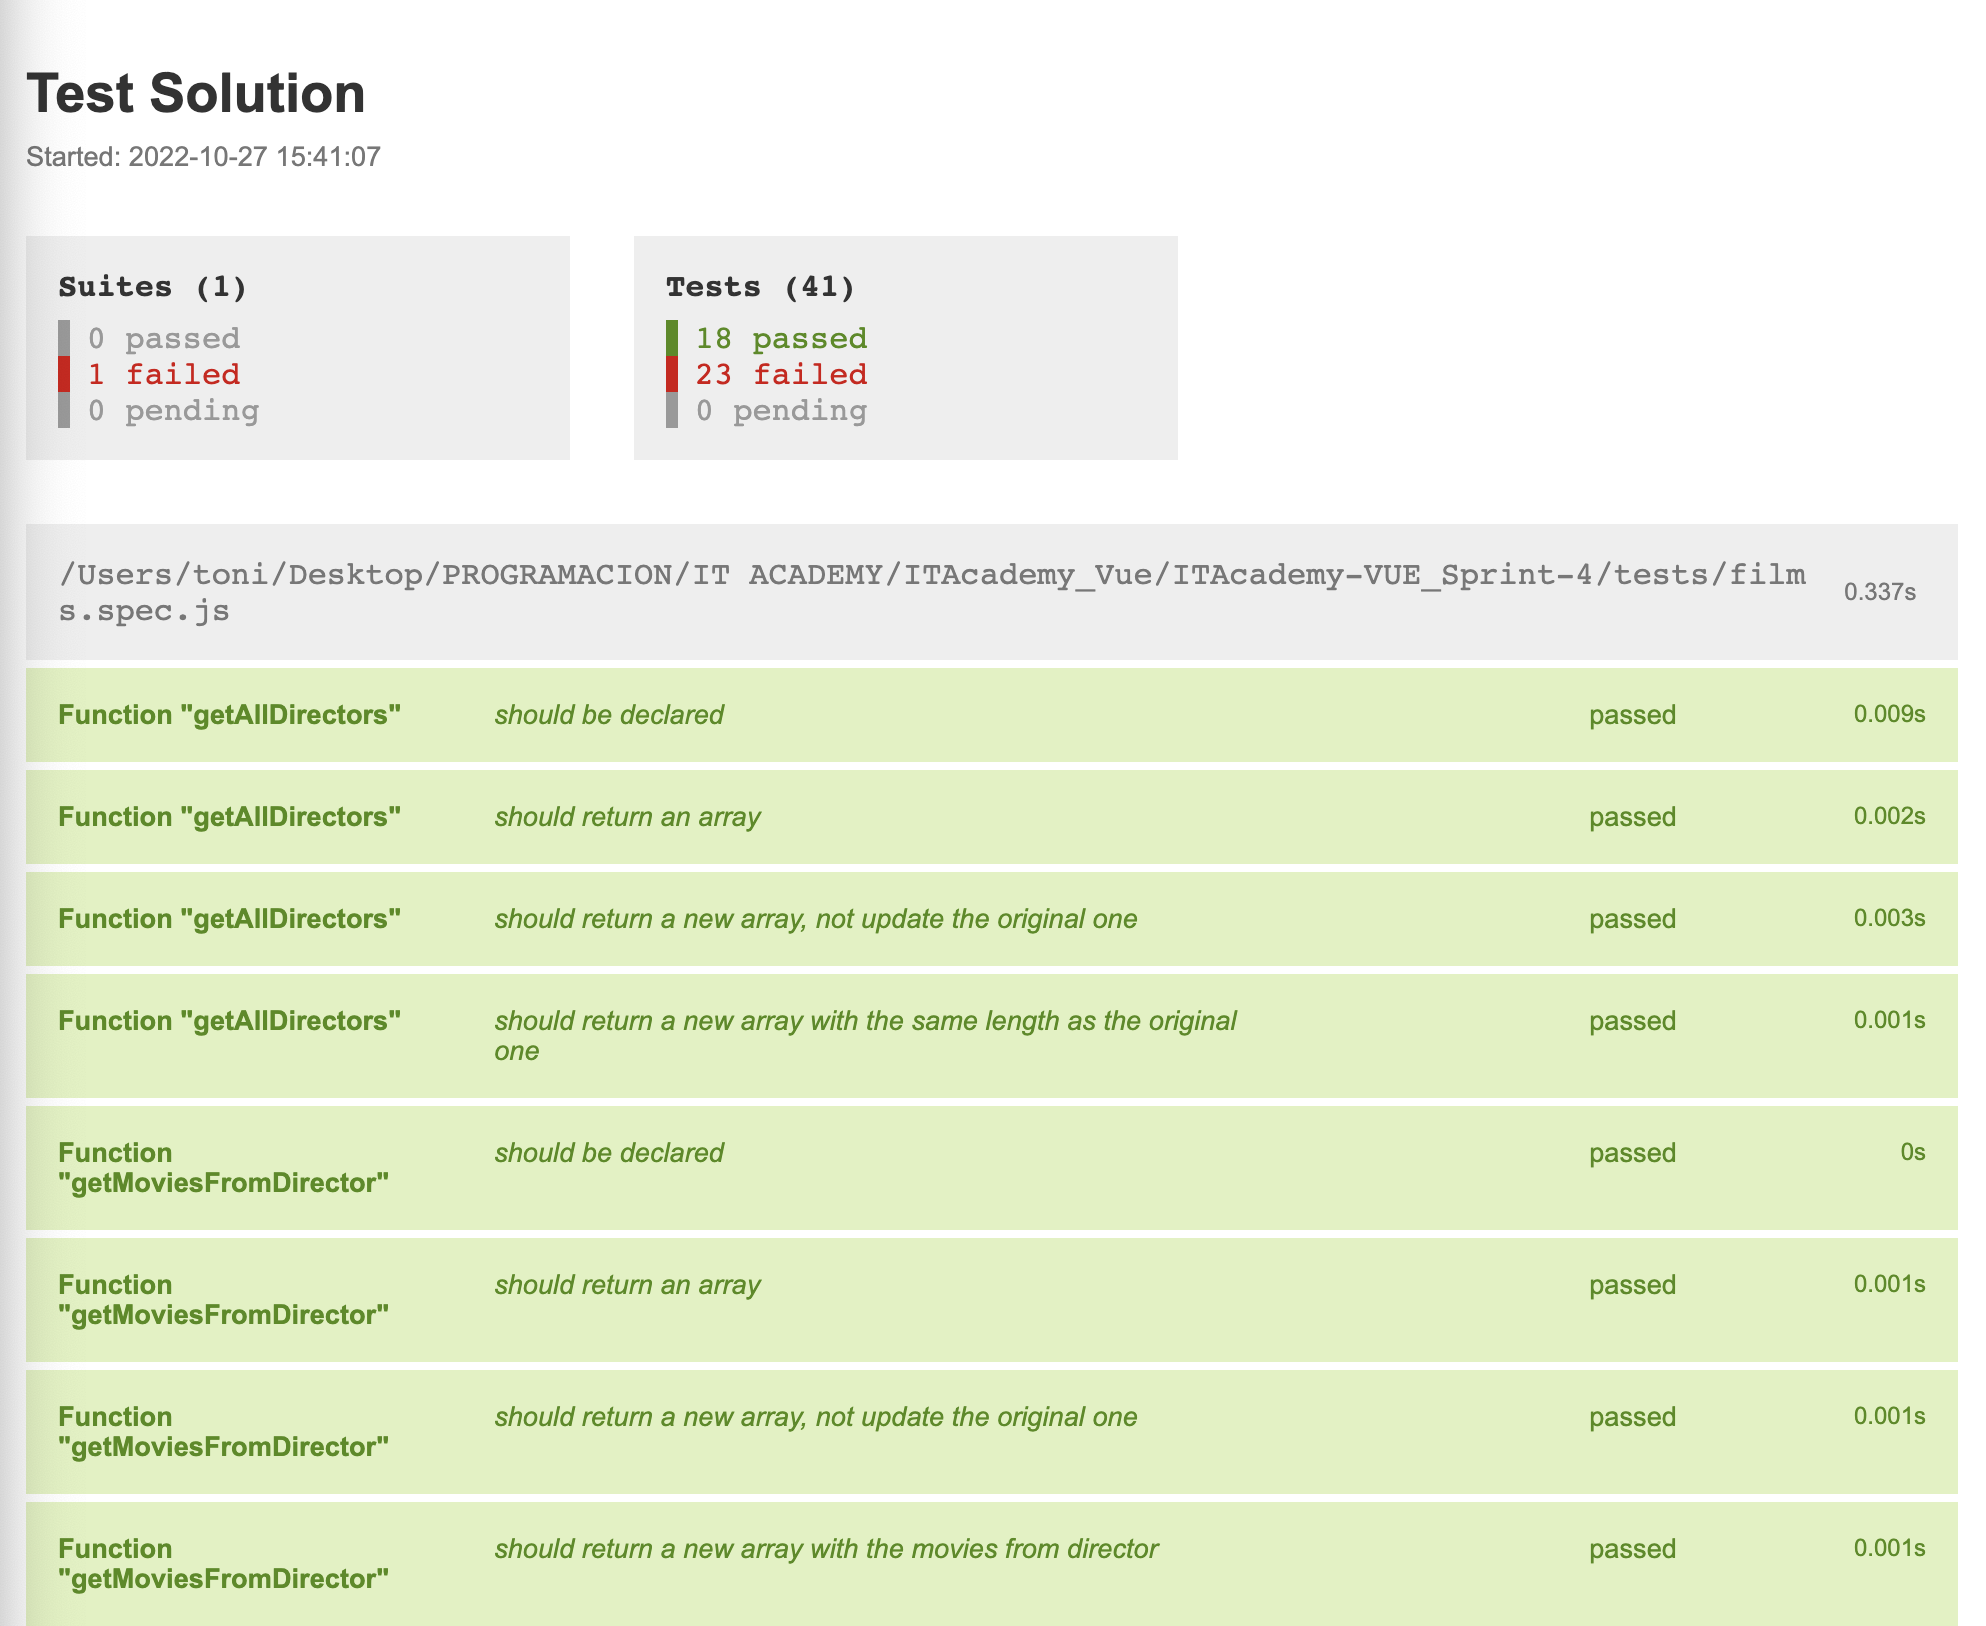 Test Solution
Started: 2022-10-27 15:41:07
Suites (1)
0 passed
1 failed
0 pending
Tests (41)
18 passed
23 failed
0 pending
/Users/toni/Desktop/PROGRAMACION/IT ACADEMY/ITAcademy_Vue/ITAcademy-VUE_Sprint-4/tests/film
s.spec.js
0.337s
Function "getAllDirectors" should be declared passed 0.009s
Function "getAllDirectors" should return an array passed 0.002s
Function "getAllDirectors" should return a new array, not update the original one passed 0.003s
Function "getAllDirectors" should return a new array with the same length as the original passed 0.001s
one
Function should be declared passed 0s
"getMoviesFromDirector"
Function should return an array passed 0.001s
"getMoviesFromDirector"
Function should return a new array, not update the original one passed 0.001s
"getMoviesFromDirector"
Function should return a new array with the movies from director passed 0.001s
"getMoviesFromDirector"